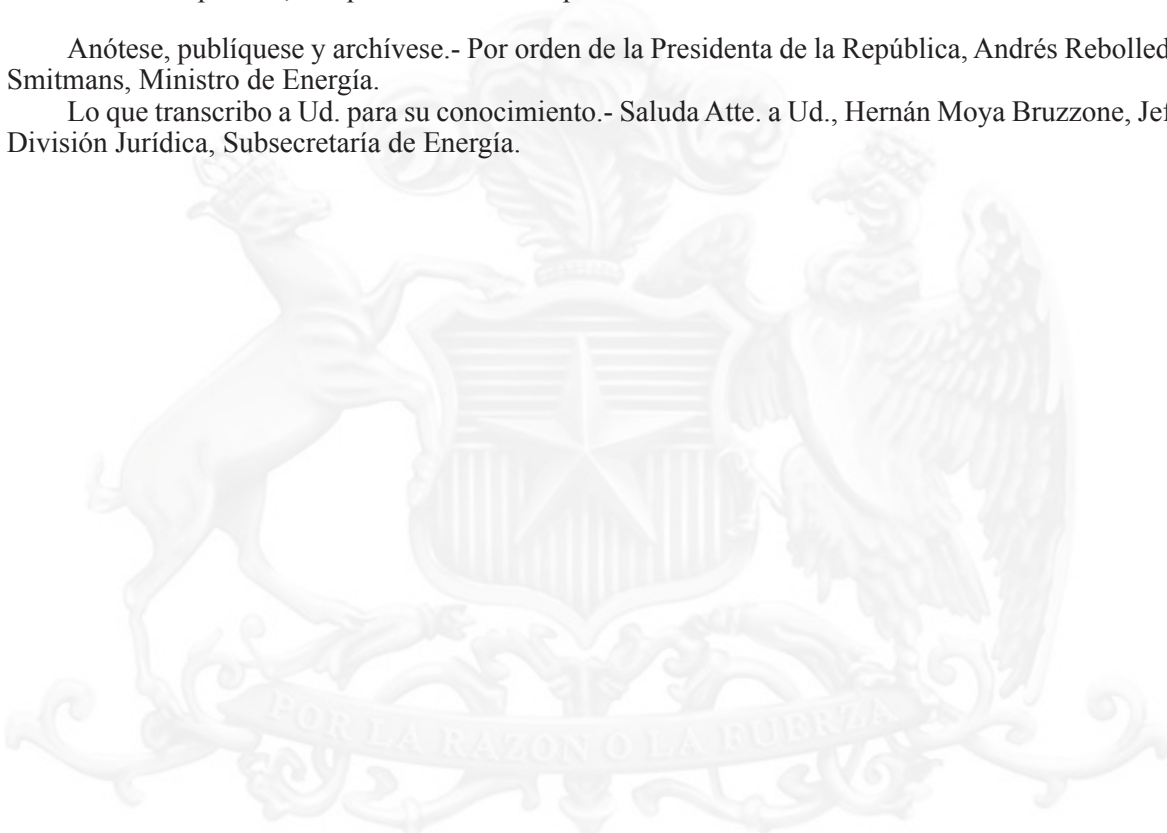 Anótese, publíquese y archívese.- Por orden de la Presidenta de la República, Andrés Rebolled
Smitmans, Ministro de Energía.
Lo que transcribo a Ud. para su conocimiento.- Saluda Atte. a Ud., Hernán Moya Bruzzone, Jef
División Jurídica, Subsecretaría de Energía.
POR LA RAZÓN O LA FUERZA